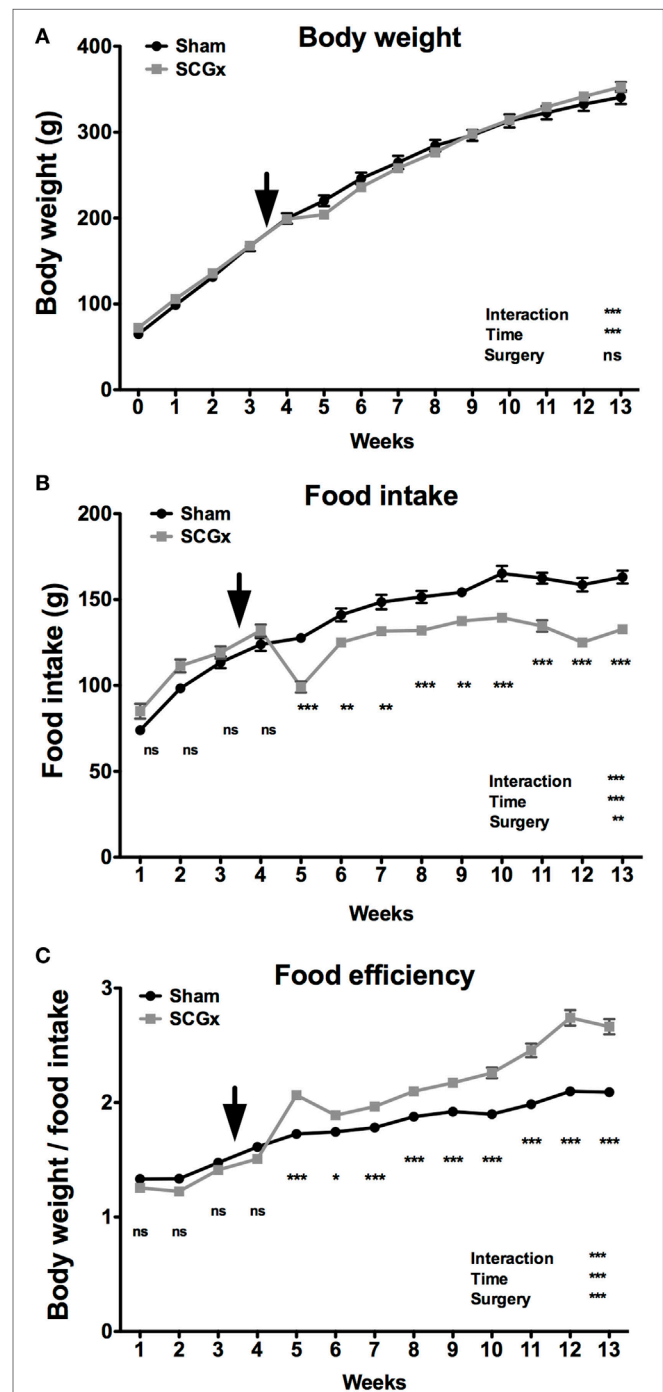 A
Body weight
Sham
SCGx
Body weight (g)
400
300
200
100
0
Interaction ***
Time ***
Surgery ns
0 1 2 3 4 5 6 7 8 9 10 11 12 13
Weeks
B
Food intake
Sham
SCGx
Food intake (g)
200
150
100
50
0
*** *** ***
*** ** ** *** ** ***
ns ns ns ns
Interaction ***
Time ***
Surgery **
1 2 3 4 5 6 7 8 9 10 11 12 13
Weeks
C
Food efficiency
Sham
SCGx
Body weight / food intake
3
2
1
0
*** *** ***
*** * *** *** *** ***
ns ns ns ns
Interaction ***
Time ***
Surgery ***
1 2 3 4 5 6 7 8 9 10 11 12 13
Weeks